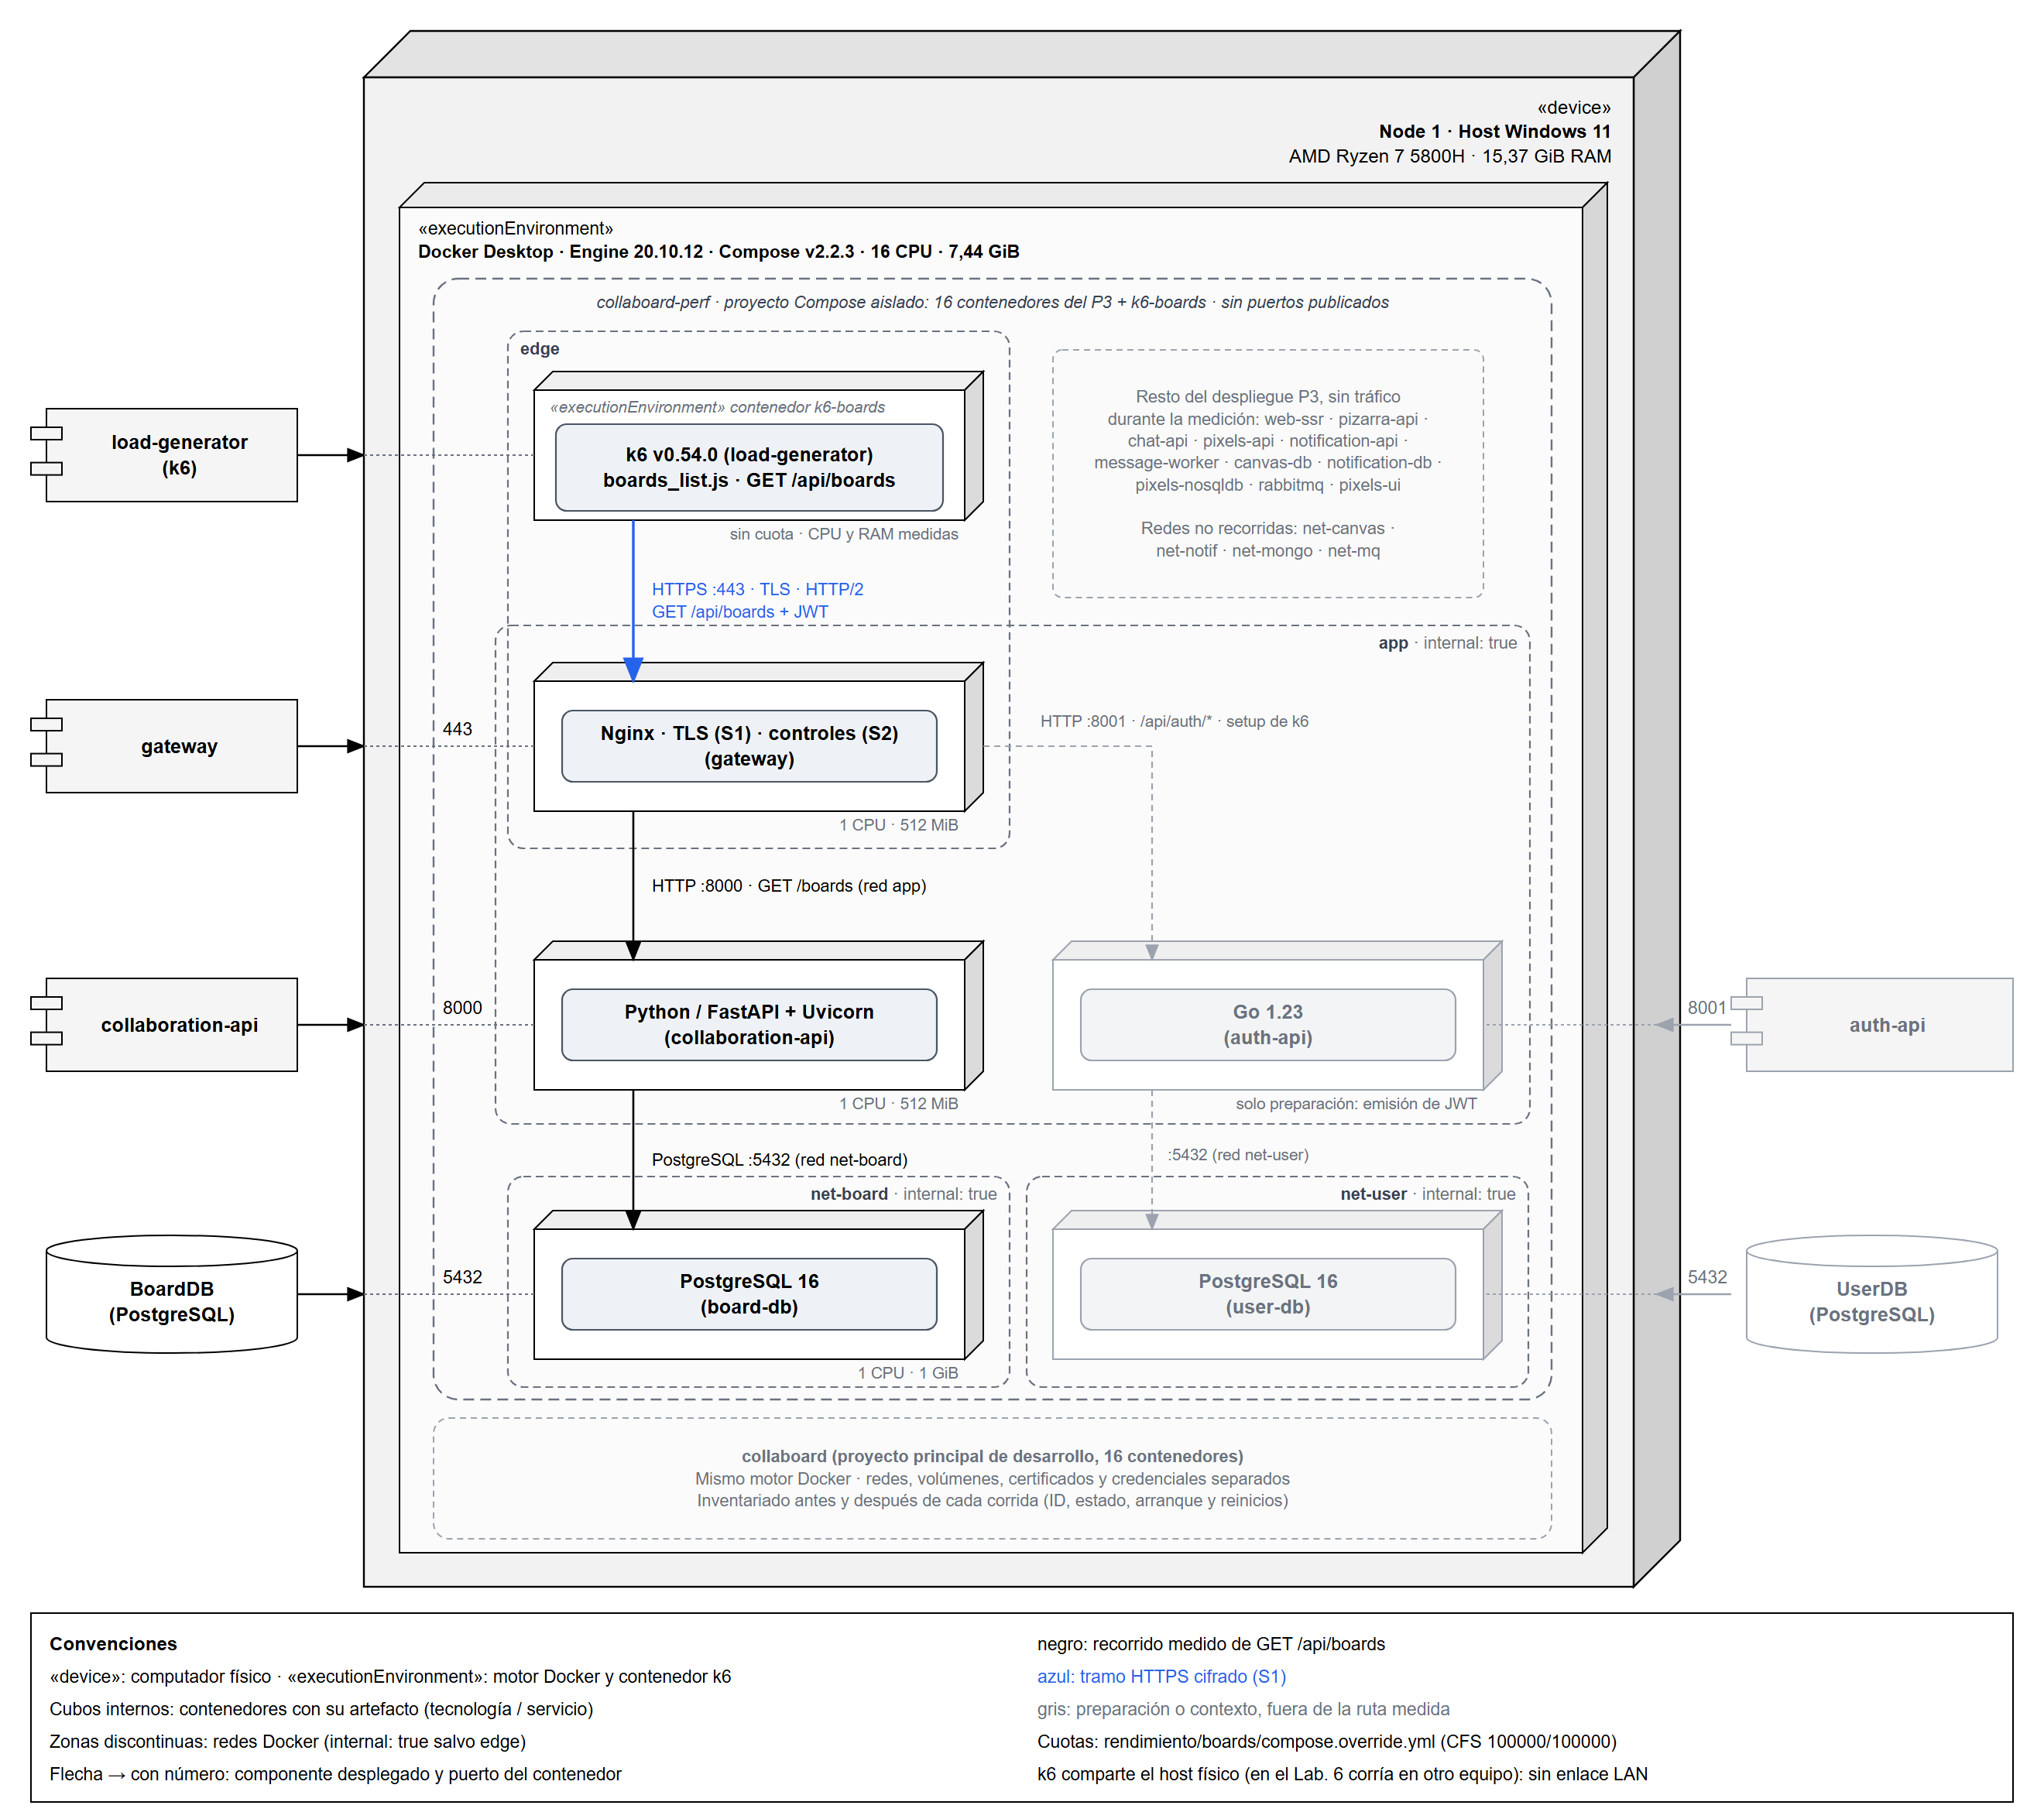 «device»
Node 1 · Host Windows 11
AMD Ryzen 7 5800H · 15,37 GiB RAM
«executionEnvironment»
Docker Desktop · Engine 20.10.12 · Compose v2.2.3 · 16 CPU · 7,44 GiB
collaboard-perf · proyecto Compose aislado: 16 contenedores del P3 + k6-boards · sin puertos publicados
edge
«executionEnvironment» contenedor k6-boards
k6 v0.54.0 (load-generator)
boards_list.js · GET /api/boards
sin cuota · CPU y RAM medidas
Resto del despliegue P3, sin tráfico
durante la medición: web-ssr · pizarra-api ·
chat-api · pixels-api · notification-api ·
message-worker · canvas-db · notification-db ·
pixels-nosqldb · rabbitmq · pixels-ui
Redes no recorridas: net-canvas ·
net-notif · net-mongo · net-mq
load-generator
(k6)
HTTPS :443 · TLS · HTTP/2
GET /api/boards + JWT
app · internal: true
gateway
443
Nginx · TLS (S1) · controles (S2)
(gateway)
1 CPU · 512 MiB
HTTP :8001 · /api/auth/* · setup de k6
HTTP :8000 · GET /boards (red app)
collaboration-api
8000
Python / FastAPI + Uvicorn
(collaboration-api)
1 CPU · 512 MiB
Go 1.23
(auth-api)
solo preparación: emisión de JWT
8001
auth-api
PostgreSQL :5432 (red net-board)
:5432 (red net-user)
net-board · internal: true
net-user · internal: true
BoardDB
(PostgreSQL)
5432
PostgreSQL 16
(board-db)
1 CPU · 1 GiB
PostgreSQL 16
(user-db)
5432
UserDB
(PostgreSQL)
collaboard (proyecto principal de desarrollo, 16 contenedores)
Mismo motor Docker · redes, volúmenes, certificados y credenciales separados
Inventariado antes y después de cada corrida (ID, estado, arranque y reinicios)
Convenciones
«device»: computador físico · «executionEnvironment»: motor Docker y contenedor k6
Cubos internos: contenedores con su artefacto (tecnología / servicio)
Zonas discontinuas: redes Docker (internal: true salvo edge)
Flecha → con número: componente desplegado y puerto del contenedor
negro: recorrido medido de GET /api/boards
azul: tramo HTTPS cifrado (S1)
gris: preparación o contexto, fuera de la ruta medida
Cuotas: rendimiento/boards/compose.override.yml (CFS 100000/100000)
k6 comparte el host físico (en el Lab. 6 corría en otro equipo): sin enlace LAN